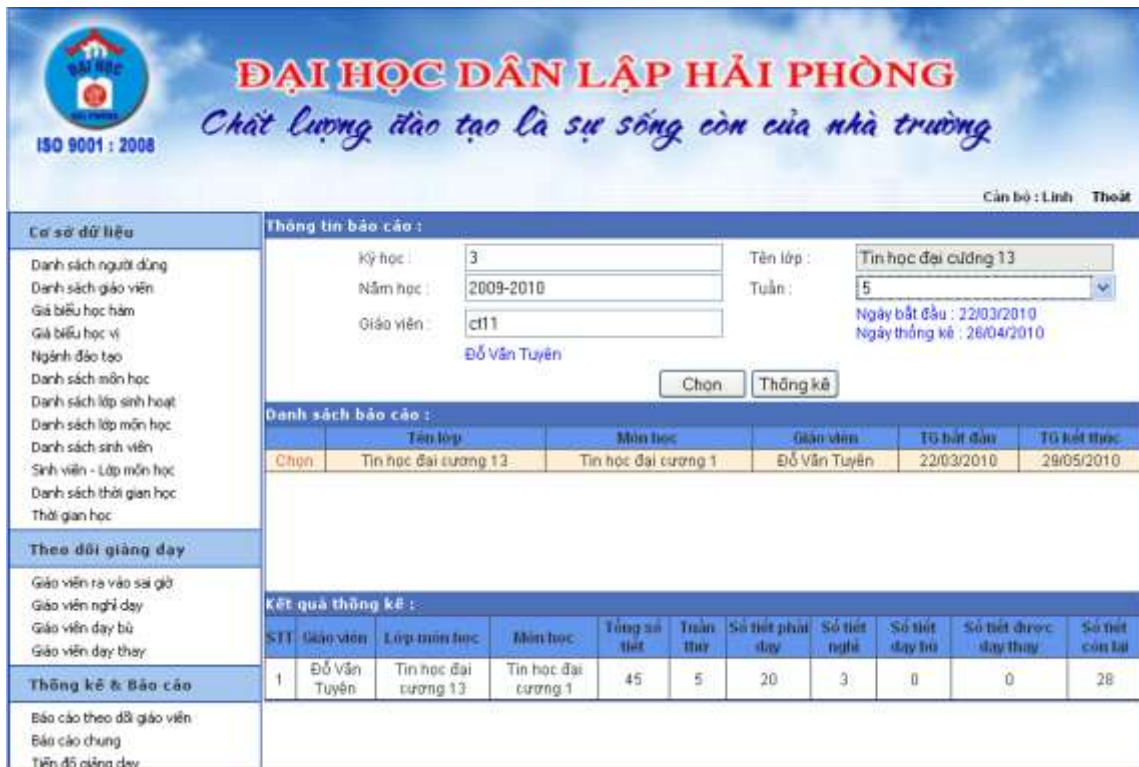 ĐẠI HỌC
HẢI PHÒNG
ISO 9001 : 2008
ĐẠI HỌC DÂN LẬP HẢI PHÒNG
Chất lượng đào tạo là sự sống còn của nhà trường
Cán bộ : Linh Thoát
Cơ sở dữ liệu
Danh sách người dùng
Danh sách giáo viên
Giá biểu học hàm
Giá biểu học vị
Ngành đào tạo
Danh sách môn học
Danh sách lớp sinh hoạt
Danh sách lớp môn học
Danh sách sinh viên
Sinh viên - Lớp môn học
Danh sách thời gian học
Thời gian học
Theo dõi giảng dạy
Giáo viên ra vào sai giờ
Giáo viên nghỉ dạy
Giáo viên dạy bù
Giáo viên dạy thay
Thống kê & Báo cáo
Báo cáo theo dõi giáo viên
Báo cáo chung
Tiến độ giảng dạy
Thông tin báo cáo :
Kỳ học : 3 Tên lớp : Tin học đại cương 13
Năm học : 2009-2010 Tuần : 5
Giáo viên : ct11 Ngày bắt đầu : 22/03/2010
Đỗ Văn Tuyên Ngày thống kê : 26/04/2010
Chọn Thống kê
Danh sách báo cáo :
Tên lớp Môn học Giáo viên TG bắt đầu TG kết thúc
Chọn Tin học đại cương 13 Tin học đại cương 1 Đỗ Văn Tuyên 22/03/2010 29/05/2010
Kết quả thống kê :
STT Giáo viên Lớp môn học Môn học Tổng số tiết Tuần thứ Số tiết phải dạy Số tiết nghỉ Số tiết dạy bù Số tiết được dạy thay Số tiết còn lại
1 Đỗ Văn Tuyên Tin học đại cương 13 Tin học đại cương 1 45 5 20 3 0 0 28